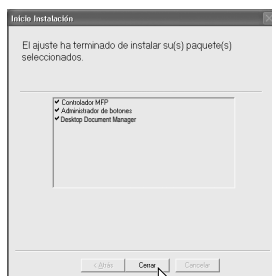 Inicio Instalación
El ajuste ha terminado de instalar su(s) paquete(s)
seleccionados.
✔ Controlador MFP
✔ Administrador de botones
✔ Desktop Document Manager
< Atrás Cerrar Cancelar